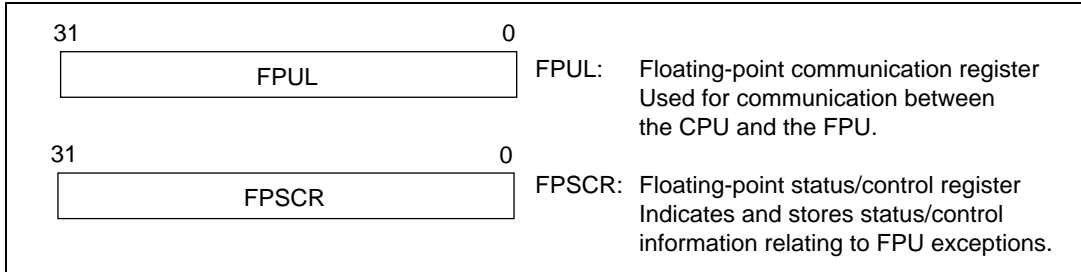 31 0
FPUL
FPUL: Floating-point communication register
Used for communication between
the CPU and the FPU.
31 0
FPSCR
FPSCR: Floating-point status/control register
Indicates and stores status/control
information relating to FPU exceptions.